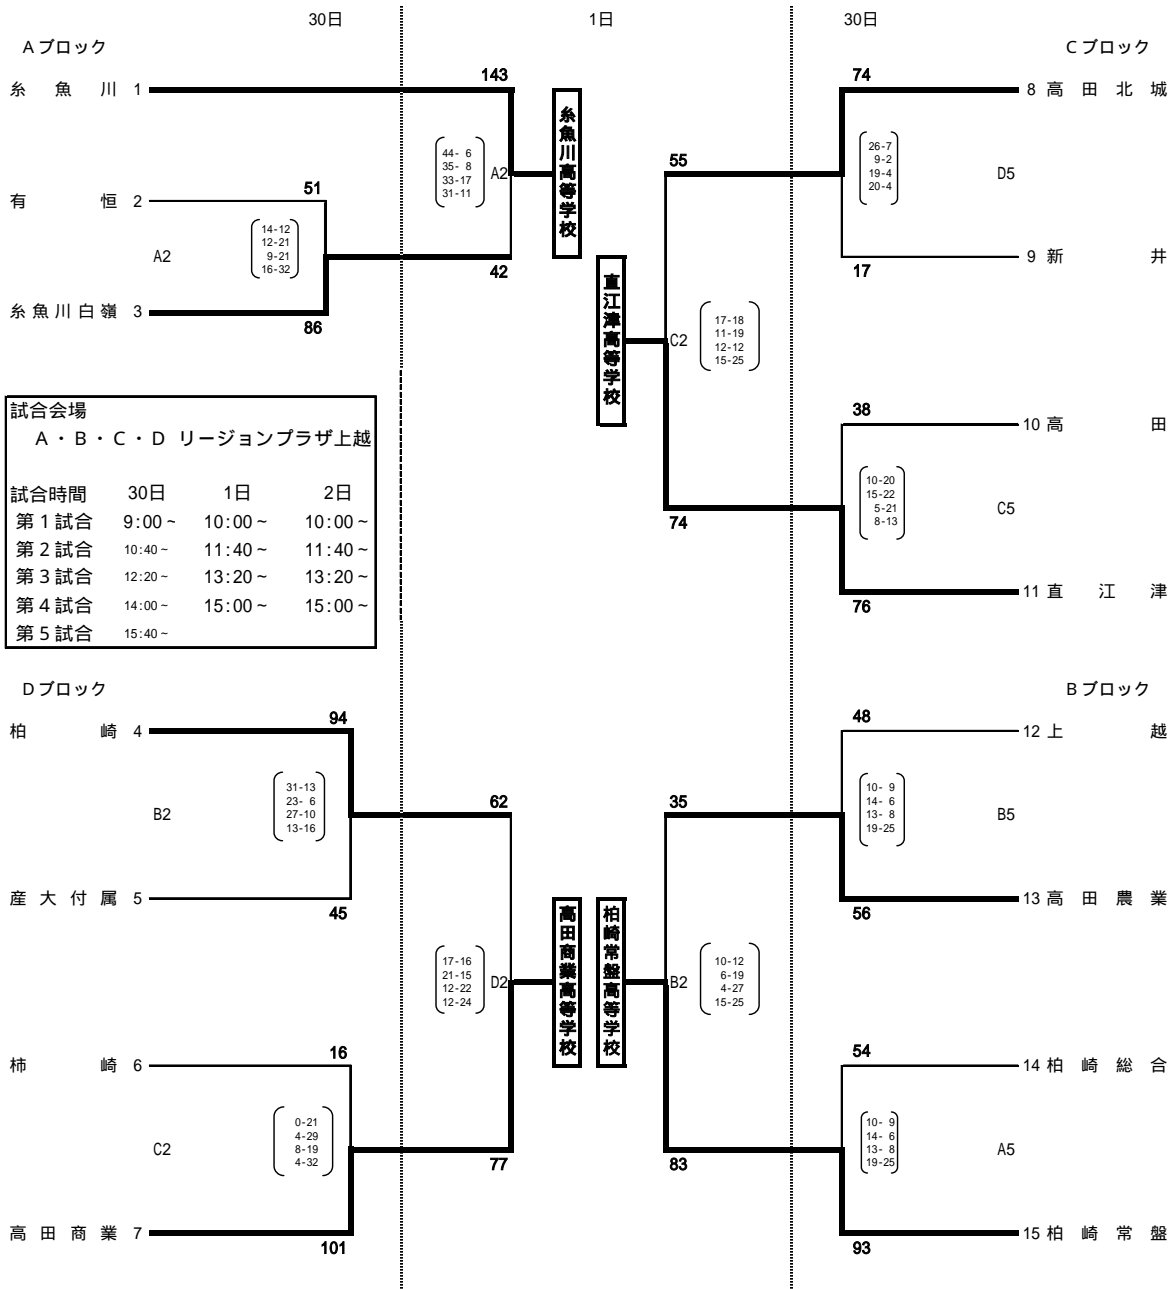 30日 1日 30日
Aブロック Cブロック
糸魚川 1 143 74 8 高田北城
44- 6
35- 8
33-17
31-11
A2
糸魚川高等学校
55
26-7
9-2
19-4
20-4
D5
有恒 2 51
14-12
12-21
9-21
16-32
A2
42
17 9 新井
糸魚川白嶺 3 86
直江津高等学校
C2
17-18
11-19
12-12
15-25
試合会場
A・B・C・D リージョンプラザ上越
試合時間 30日 1日 2日
第1試合 9:00~ 10:00~ 10:00~
第2試合 10:40~ 11:40~ 11:40~
第3試合 12:20~ 13:20~ 13:20~
第4試合 14:00~ 15:00~ 15:00~
第5試合 15:40~
38 10 高田
10-20
15-22
5-21
8-13
C5
74
76 11 直江津
Dブロック Bブロック
柏崎 4 94 48 12 上越
31-13
23- 6
27-10
13-16
B2
62 35
10- 9
14- 6
13- 8
19-25
B5
産大付属 5 45 56 13 高田農業
17-16
21-15
12-22
12-24
D2
高田商業高等学校
柏崎常盤高等学校
B2
10-12
6-19
4-27
15-25
柿崎 6 16 54 14 柏崎総合
0-21
4-29
8-19
4-32
C2
77 83
10- 9
14- 6
13- 8
19-25
A5
高田商業 7 101 93 15 柏崎常盤